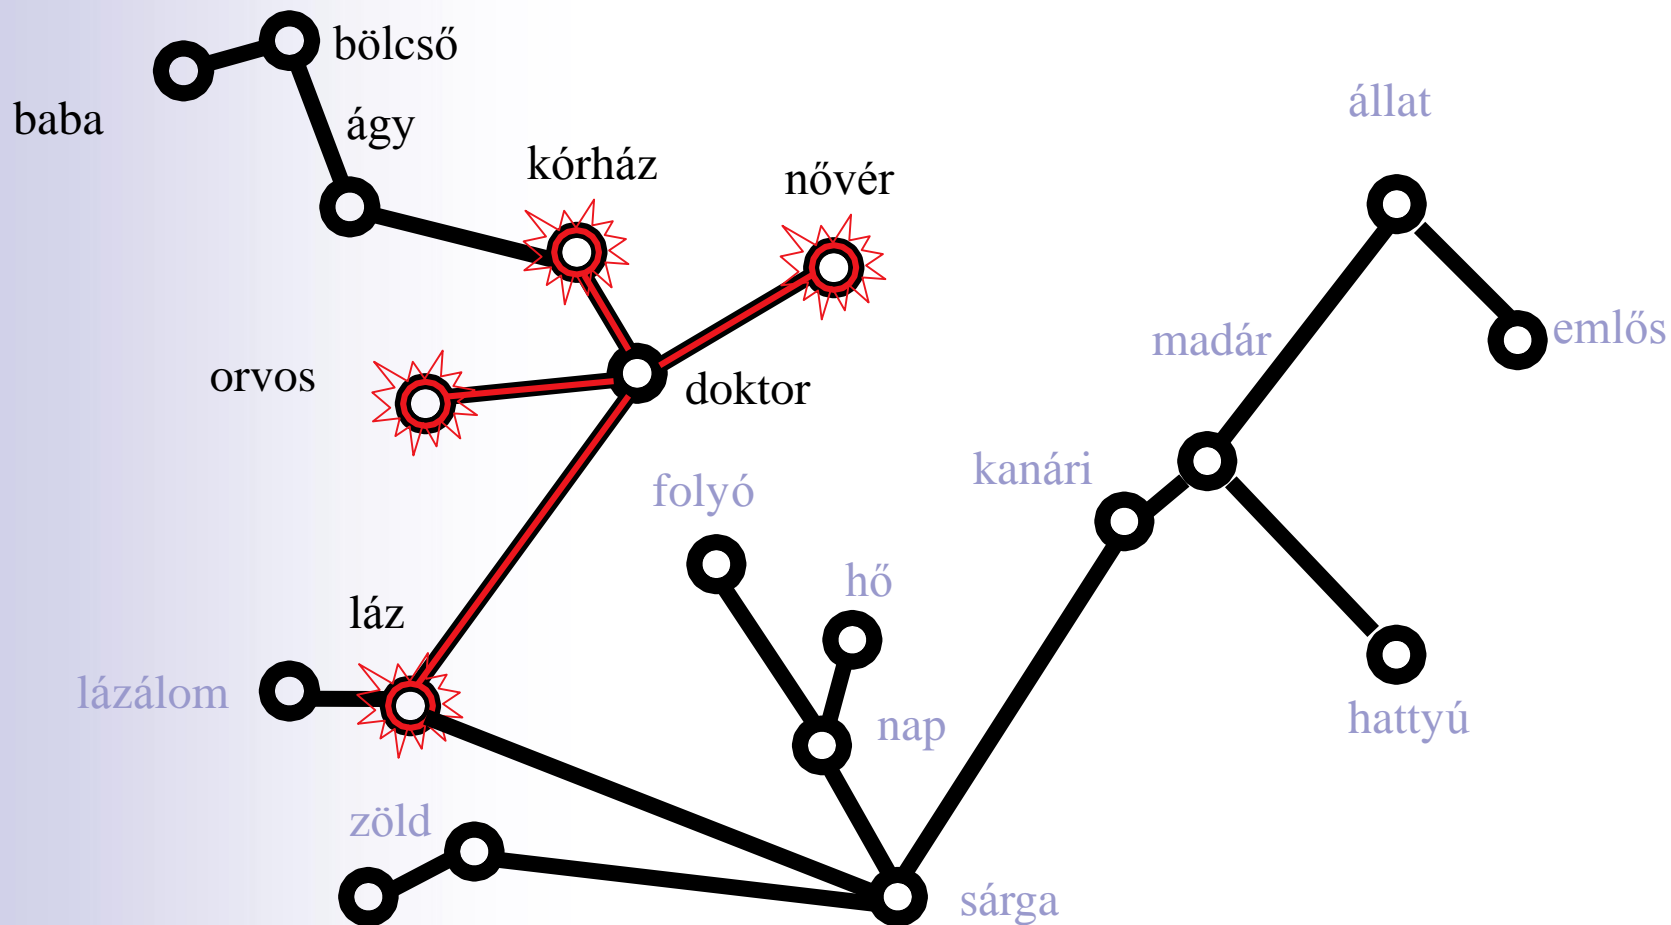 bölcső
baba
ágy
állat
kórház
nővér
madár
emlős
orvos
doktor
kanári
folyó
hő
láz
lázálom
nap
hattyú
zöld
sárga